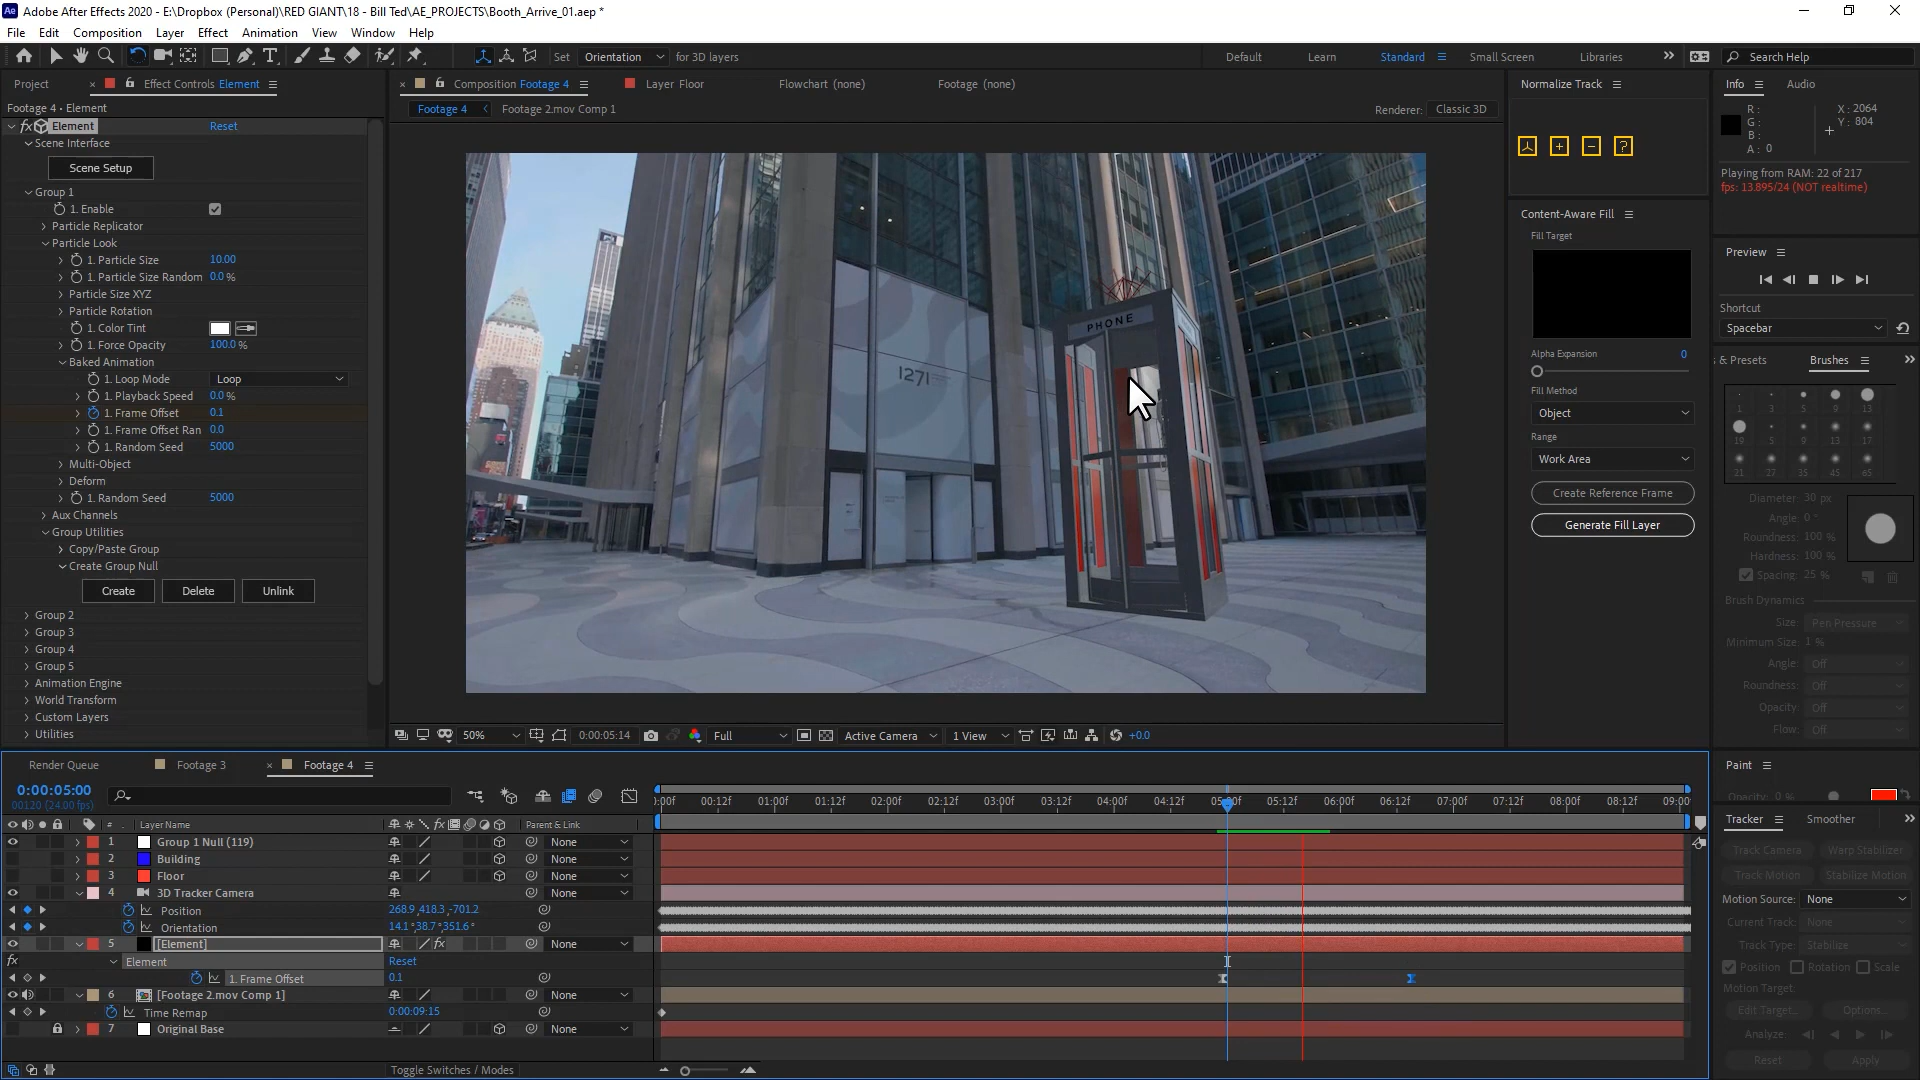 Adobe After Effects 2020 - E:\Dropbox (Personal)\RED GIANT\18 - Bill Ted\AE_PROJECTS\Booth_Arrive_01.aep *
File Edit Composition Layer Effect Animation View Window Help
Set Orientation for 3D layers Default Learn Standard Small Screen Libraries Search Help
Project Effect Controls Element
Footage 4 • Element
fx Element Reset
Scene Interface
Scene Setup
Group 1
1. Enable
Particle Replicator
Particle Look
1. Particle Size 10.00
1. Particle Size Random 0.0 %
Particle Size XYZ
Particle Rotation
1. Color Tint
1. Force Opacity 100.0 %
Baked Animation
1. Loop Mode Loop
1. Playback Speed 0.0 %
1. Frame Offset 0.1
1. Frame Offset Ran 0.0
1. Random Seed 5000
Multi-Object
Deform
1. Random Seed 5000
Aux Channels
Group Utilities
Copy/Paste Group
Create Group Null
Create Delete Unlink
Group 2
Group 3
Group 4
Group 5
Animation Engine
World Transform
Custom Layers
Utilities
Composition Footage 4 Layer Floor Flowchart (none) Footage (none)
Footage 4 Footage 2.mov Comp 1 Renderer: Classic 3D
PHONE
1271
50% 0:00:05:14 Full Active Camera 1 View +0.0
Normalize Track
Content-Aware Fill
Fill Target
Alpha Expansion 0
Fill Method
Object
Range
Work Area
Create Reference Frame
Generate Fill Layer
Info Audio
R :
G :
B :
A : 0
X : 2064
Y : 804
Playing from RAM: 22 of 217
fps: 13.895/24 (NOT realtime)
Preview
Shortcut
Spacebar
s & Presets Brushes
1 3 5 9 13
19 5 9 13 17
21 27 35 45 65
Diameter: 30 px
Angle: 0 °
Roundness: 100 %
Hardness: 100 %
Spacing: 25 %
Brush Dynamics
Size: Pen Pressure
Minimum Size: 1 %
Angle: Off
Roundness: Off
Opacity: Off
Flow: Off
Paint
Opacity: 0 %
Tracker Smoother
Track Camera Warp Stabilizer
Track Motion Stabilize Motion
Motion Source: None
Current Track: None
Track Type: Stabilize
Position Rotation Scale
Motion Target:
Edit Target... Options...
Analyze:
Reset Apply
Render Queue Footage 3 Footage 4
0:00:05:00
00120 (24.00 fps)
:00f 00:12f 01:00f 01:12f 02:00f 02:12f 03:00f 03:12f 04:00f 04:12f 05:00f 05:12f 06:00f 06:12f 07:00f 07:12f 08:00f 08:12f 09:00
# Layer Name Parent & Link
1 Group 1 Null (119) None
2 Building None
3 Floor None
4 3D Tracker Camera None
Position 268.9,418.3,-701.2
Orientation 14.1°,38.7°,351.6°
5 [Element] fx None
fx Element Reset
1. Frame Offset 0.1
6 [Footage 2.mov Comp 1] None
Time Remap 0:00:09:15
7 Original Base None
Toggle Switches / Modes